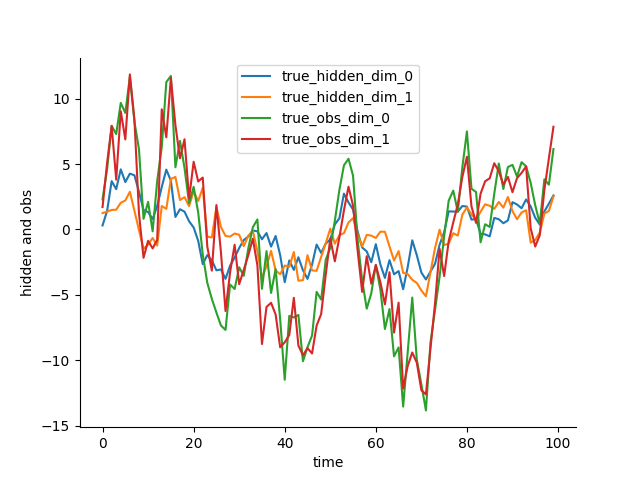 true_hidden_dim_0
true_hidden_dim_1
true_obs_dim_0
true_obs_dim_1
hidden and obs
10
5
0
−5
−10
−15
0 20 40 60 80 100
time